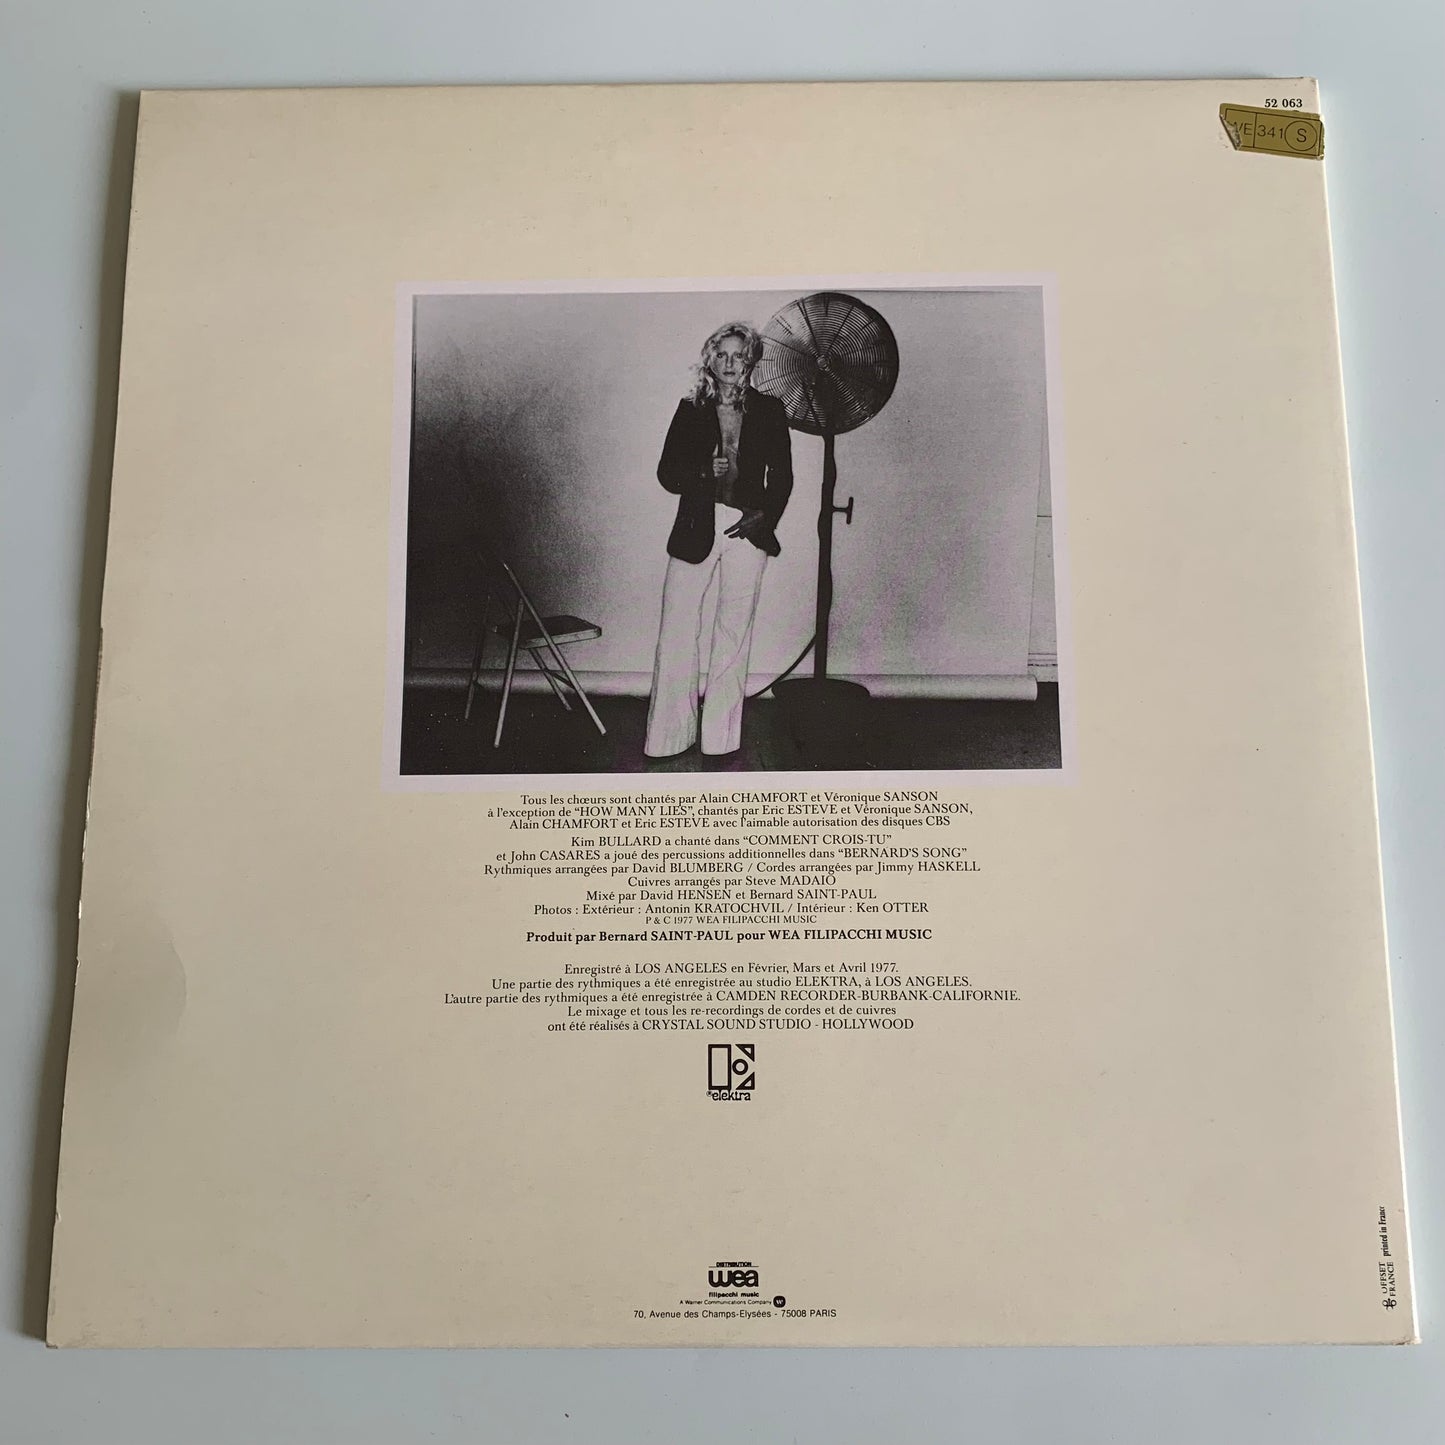 52 063
WE 341 S
Tous les chœurs sont chantés par Alain CHAMFORT et Véronique SANSON
à l'exception de "HOW MANY LIES", chantés par Eric ESTEVE et Véronique SANSON,
Alain CHAMFORT et Eric ESTEVE avec l'aimable autorisation des disques CBS
Kim BULLARD a chanté dans "COMMENT CROIS-TU"
et John CASARES a joué des percussions additionnelles dans "BERNARD'S SONG"
Rythmiques arrangées par David BLUMBERG / Cordes arrangées par Jimmy HASKELL
Cuivres arrangés par Steve MADAIO
Mixé par David HENSEN et Bernard SAINT-PAUL
Photos : Extérieur : Antonin KRATOCHVIL / Intérieur : Ken OTTER
P & C 1977 WEA FILIPACCHI MUSIC
Produit par Bernard SAINT-PAUL pour WEA FILIPACCHI MUSIC
Enregistré à LOS ANGELES en Février, Mars et Avril 1977.
Une partie des rythmiques a été enregistrée au studio ELEKTRA, à LOS ANGELES.
L'autre partie des rythmiques a été enregistrée à CAMDEN RECORDER-BURBANK-CALIFORNIE.
Le mixage et tous les re-recordings de cordes et de cuivres
ont été réalisés à CRYSTAL SOUND STUDIO - HOLLYWOOD
®elektra
DISTRIBUTION
wea
filipacchi music
A Warner Communications Company
70, Avenue des Champs-Elysées - 75008 PARIS
OFFSET
FRANCE
printed in France